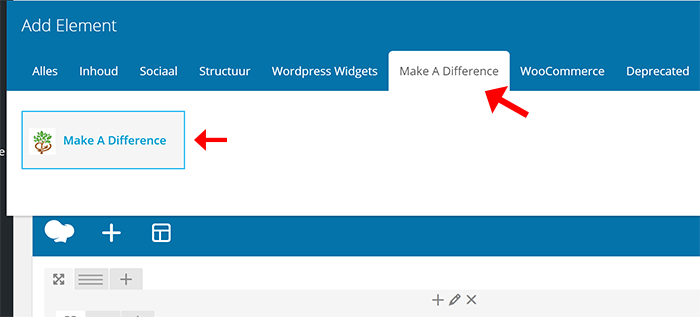 Add Element
Alles Inhoud Sociaal Structuur Wordpress Widgets Make A Difference WooCommerce Deprecated
Make A Difference
e